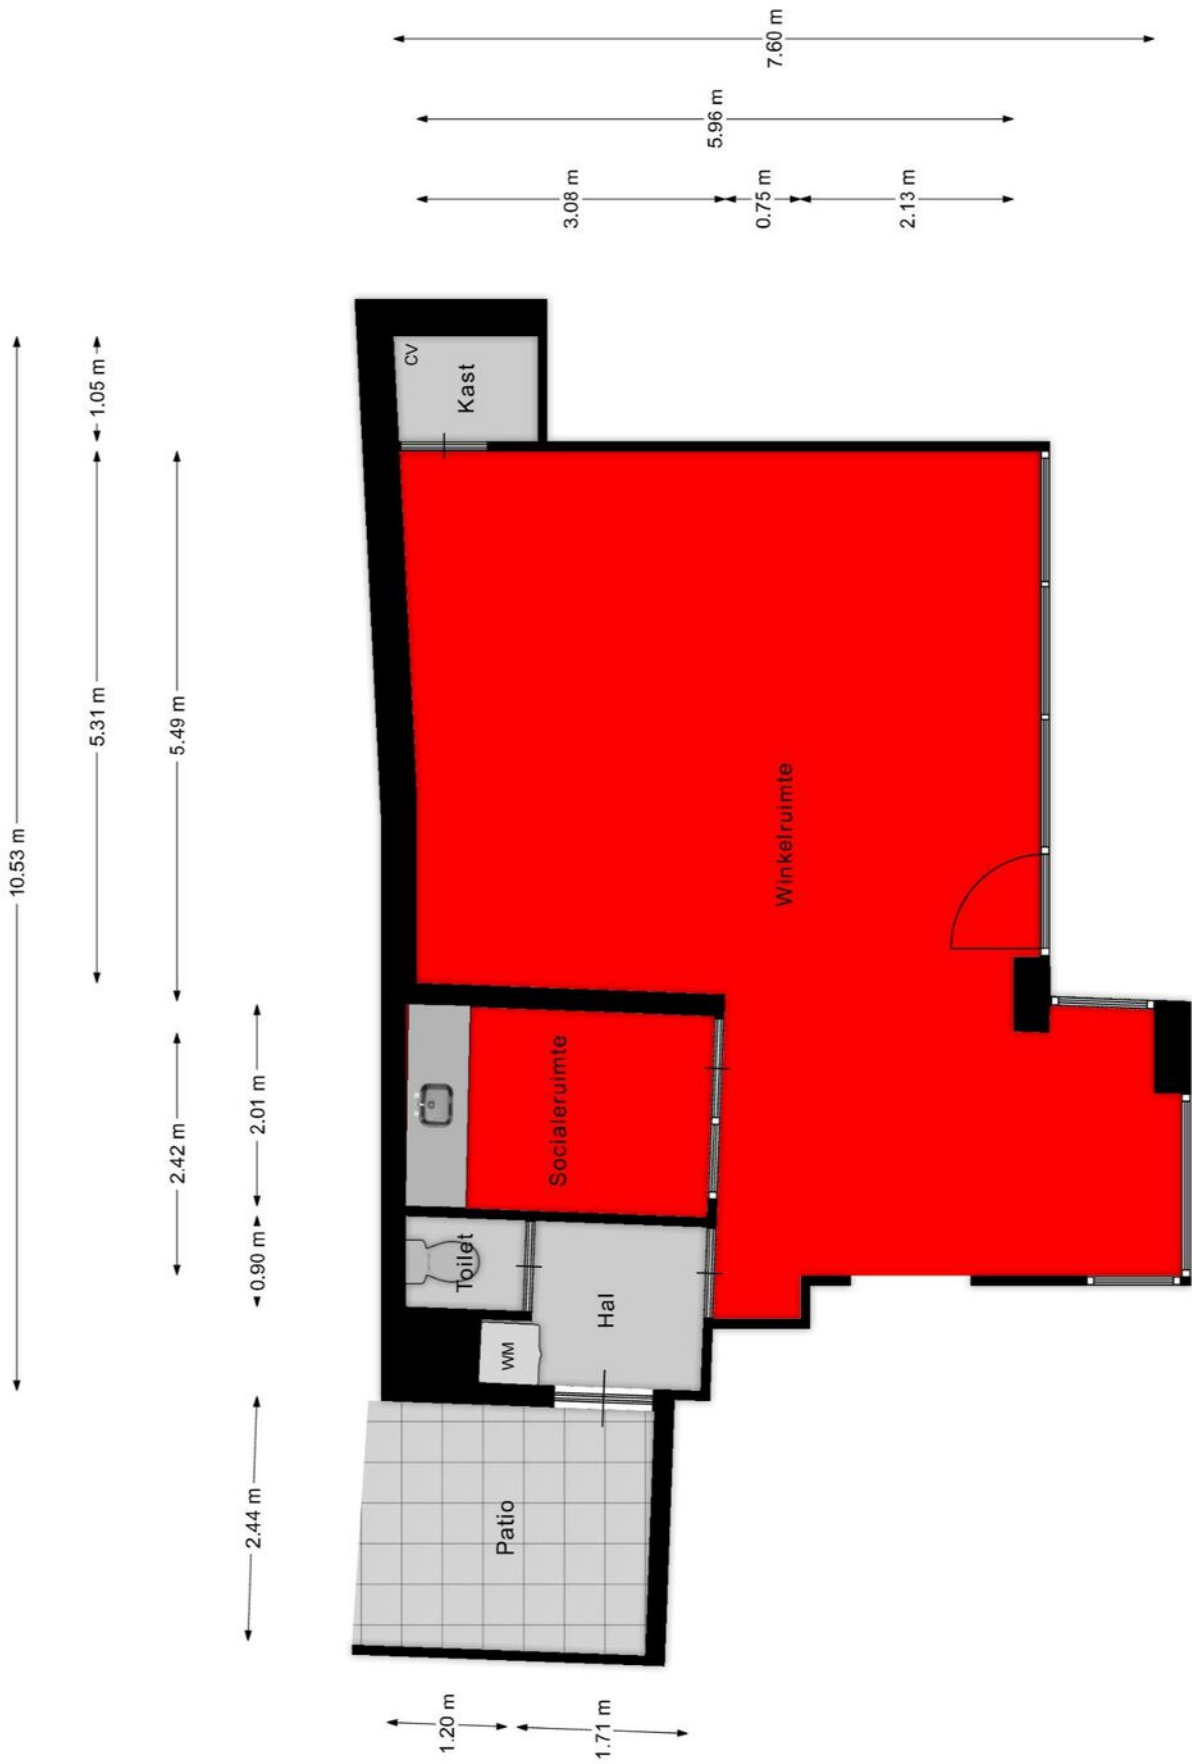 10.53 m
1.05 m
5.31 m
5.49 m
2.42 m
2.01 m
0.90 m
2.44 m
7.60 m
5.96 m
3.08 m
0.75 m
2.13 m
CV
Kast
Winkelruimte
Socialeruimte
Toilet
Hal
WM
Patio
1.20 m
1.71 m